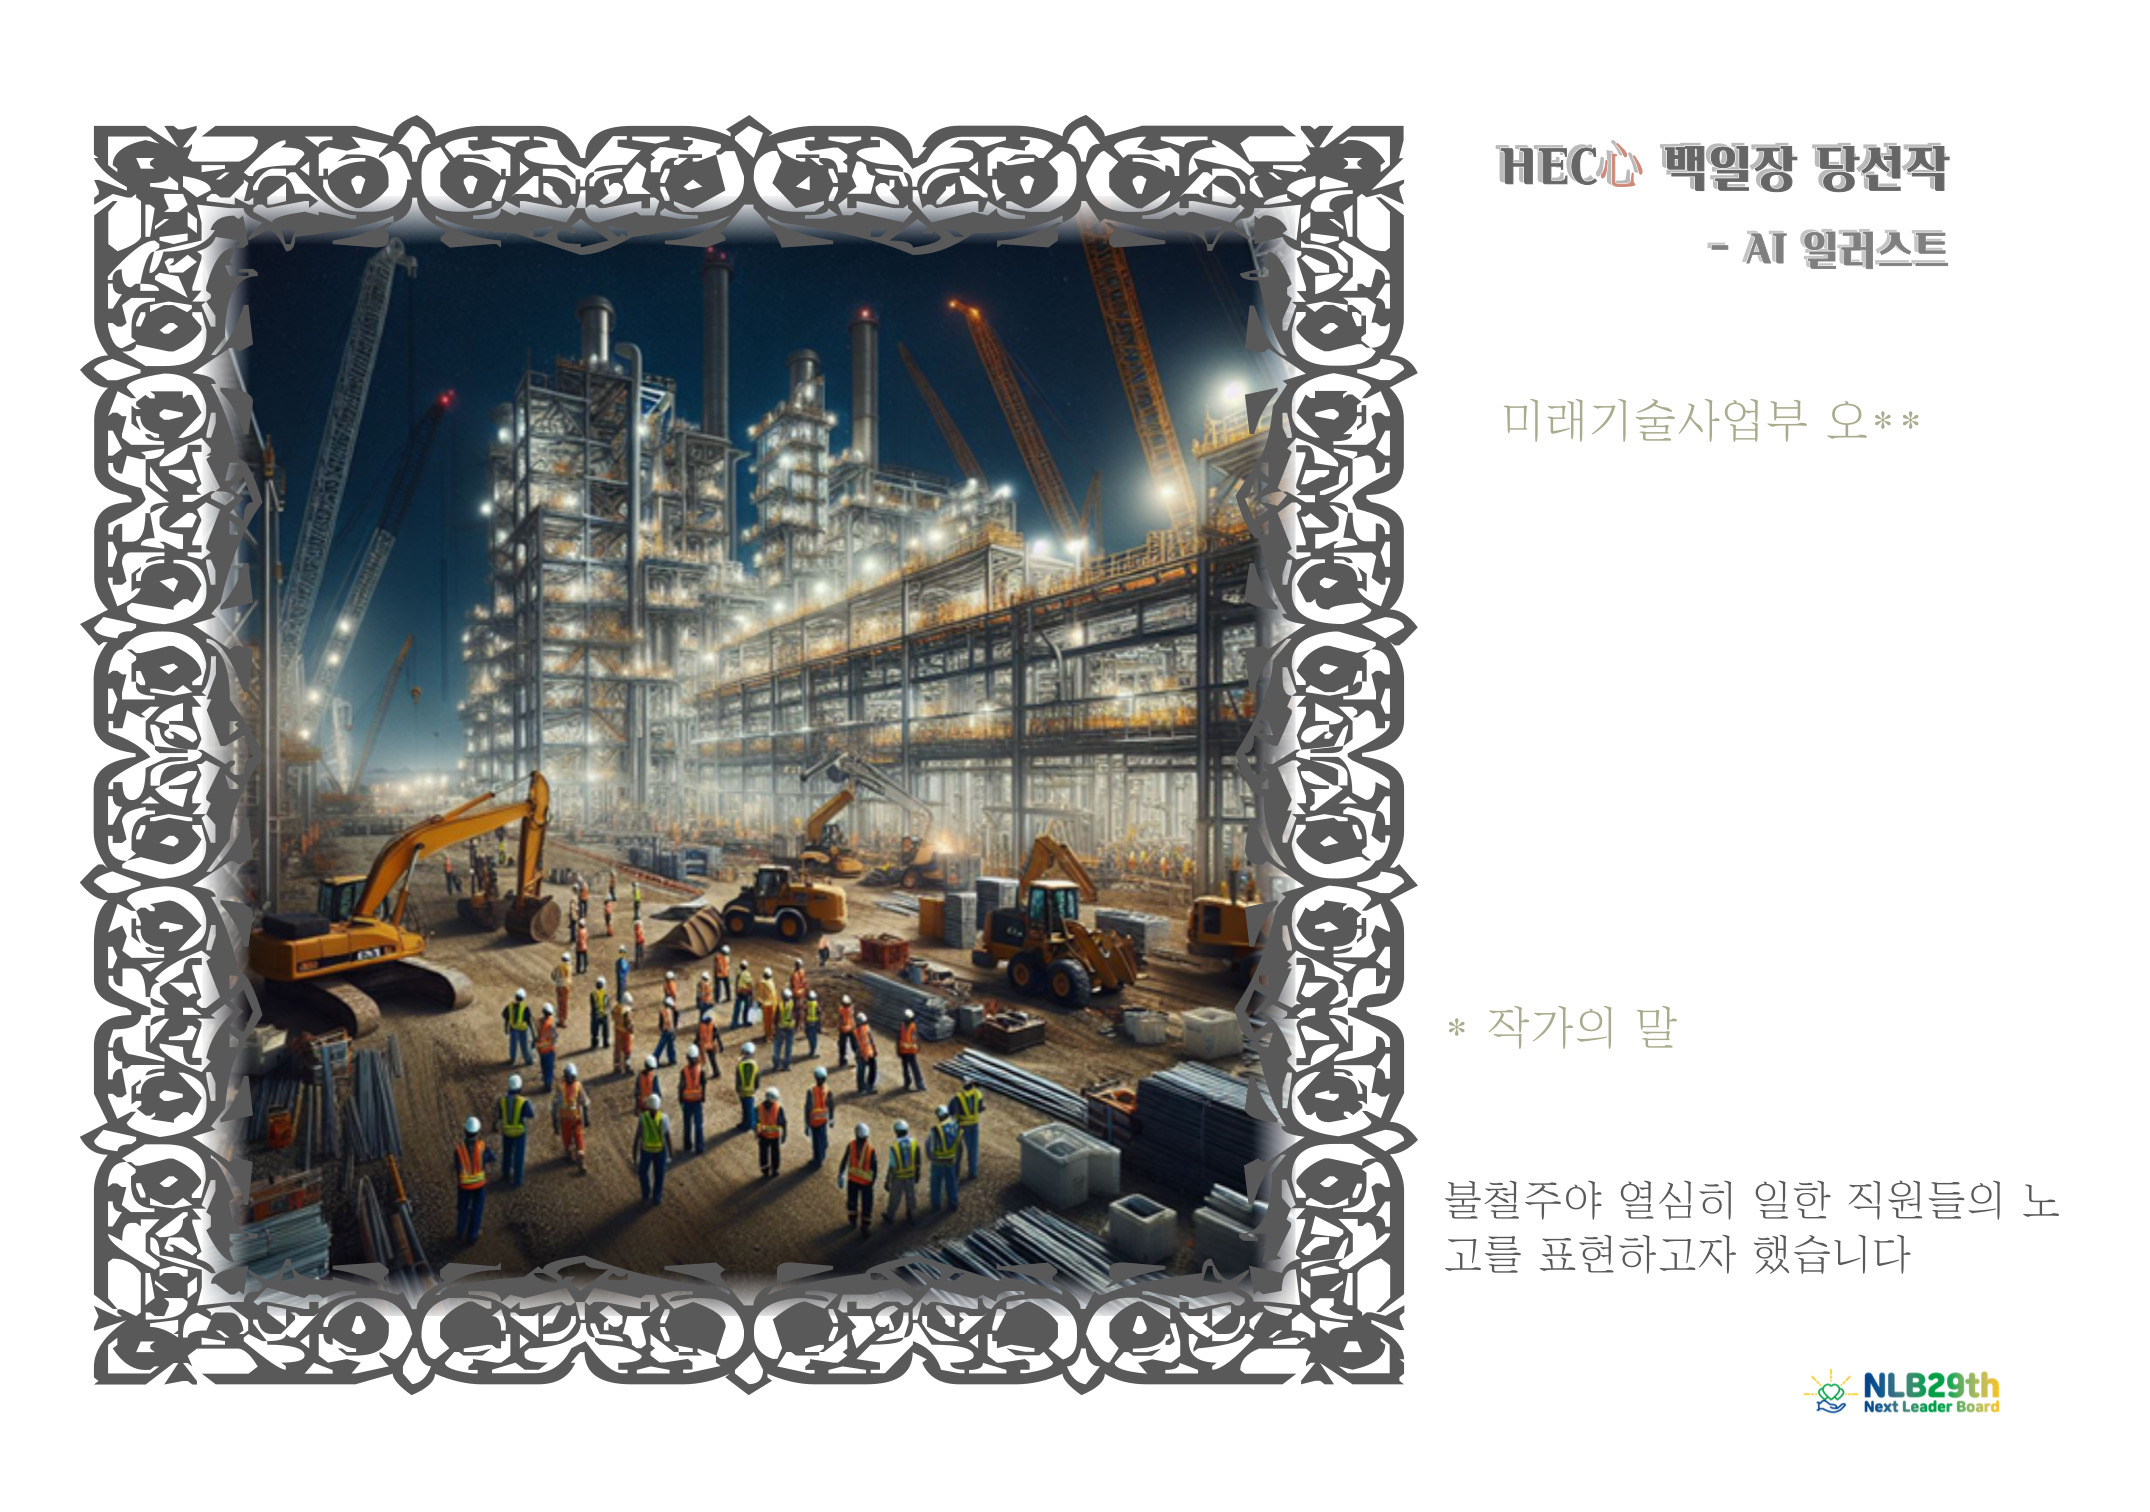 HEC心 백일장 당선작
- AI 일러스트
미래기술사업부 오**
* 작가의 말
불철주야 열심히 일한 직원들의 노
고를 표현하고자 했습니다
NLB29th
Next Leader Board